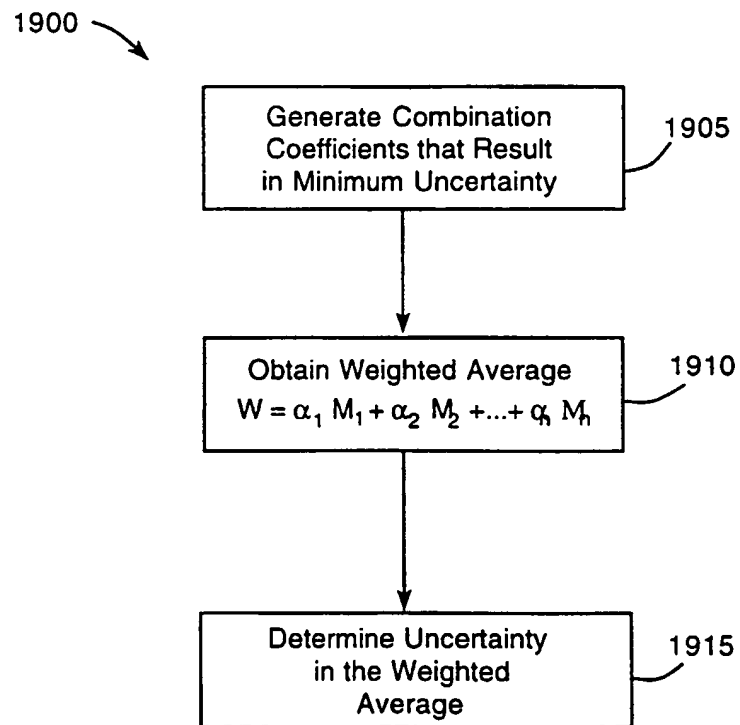 1900
Generate Combination
Coefficients that Result
in Minimum Uncertainty
1905
Obtain Weighted Average
W = α₁ M₁ + α₂ M₂ +...+ αₙ Mₙ
1910
Determine Uncertainty
in the Weighted
Average
1915